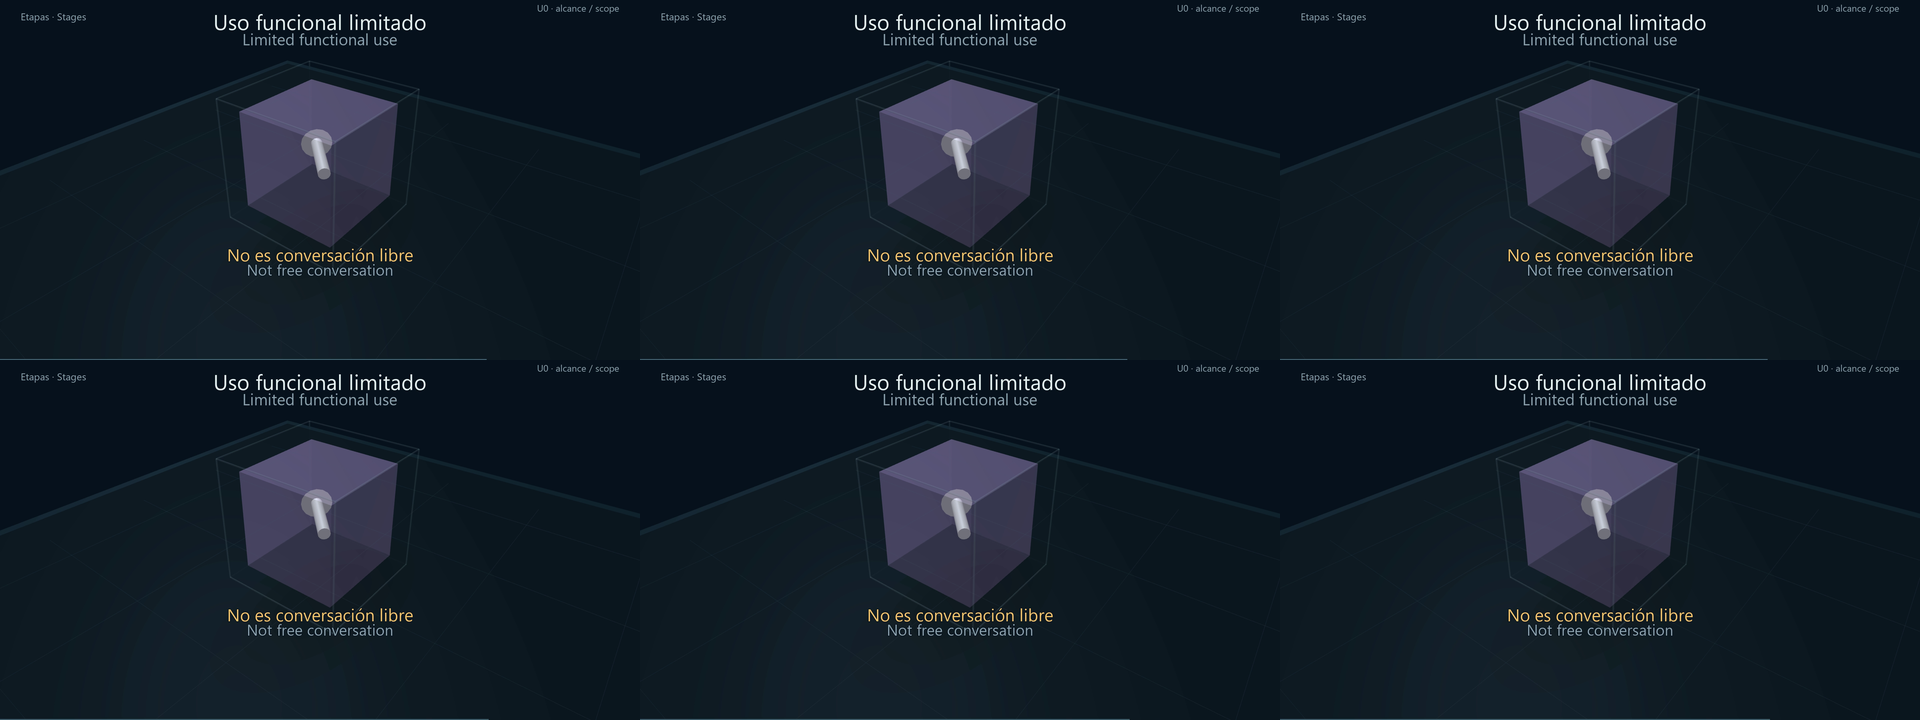 Etapas · Stages
U0 · alcance / scope
Uso funcional limitado
Limited functional use
No es conversación libre
Not free conversation
Etapas · Stages
U0 · alcance / scope
Uso funcional limitado
Limited functional use
No es conversación libre
Not free conversation
Etapas · Stages
U0 · alcance / scope
Uso funcional limitado
Limited functional use
No es conversación libre
Not free conversation
Etapas · Stages
U0 · alcance / scope
Uso funcional limitado
Limited functional use
No es conversación libre
Not free conversation
Etapas · Stages
U0 · alcance / scope
Uso funcional limitado
Limited functional use
No es conversación libre
Not free conversation
Etapas · Stages
U0 · alcance / scope
Uso funcional limitado
Limited functional use
No es conversación libre
Not free conversation